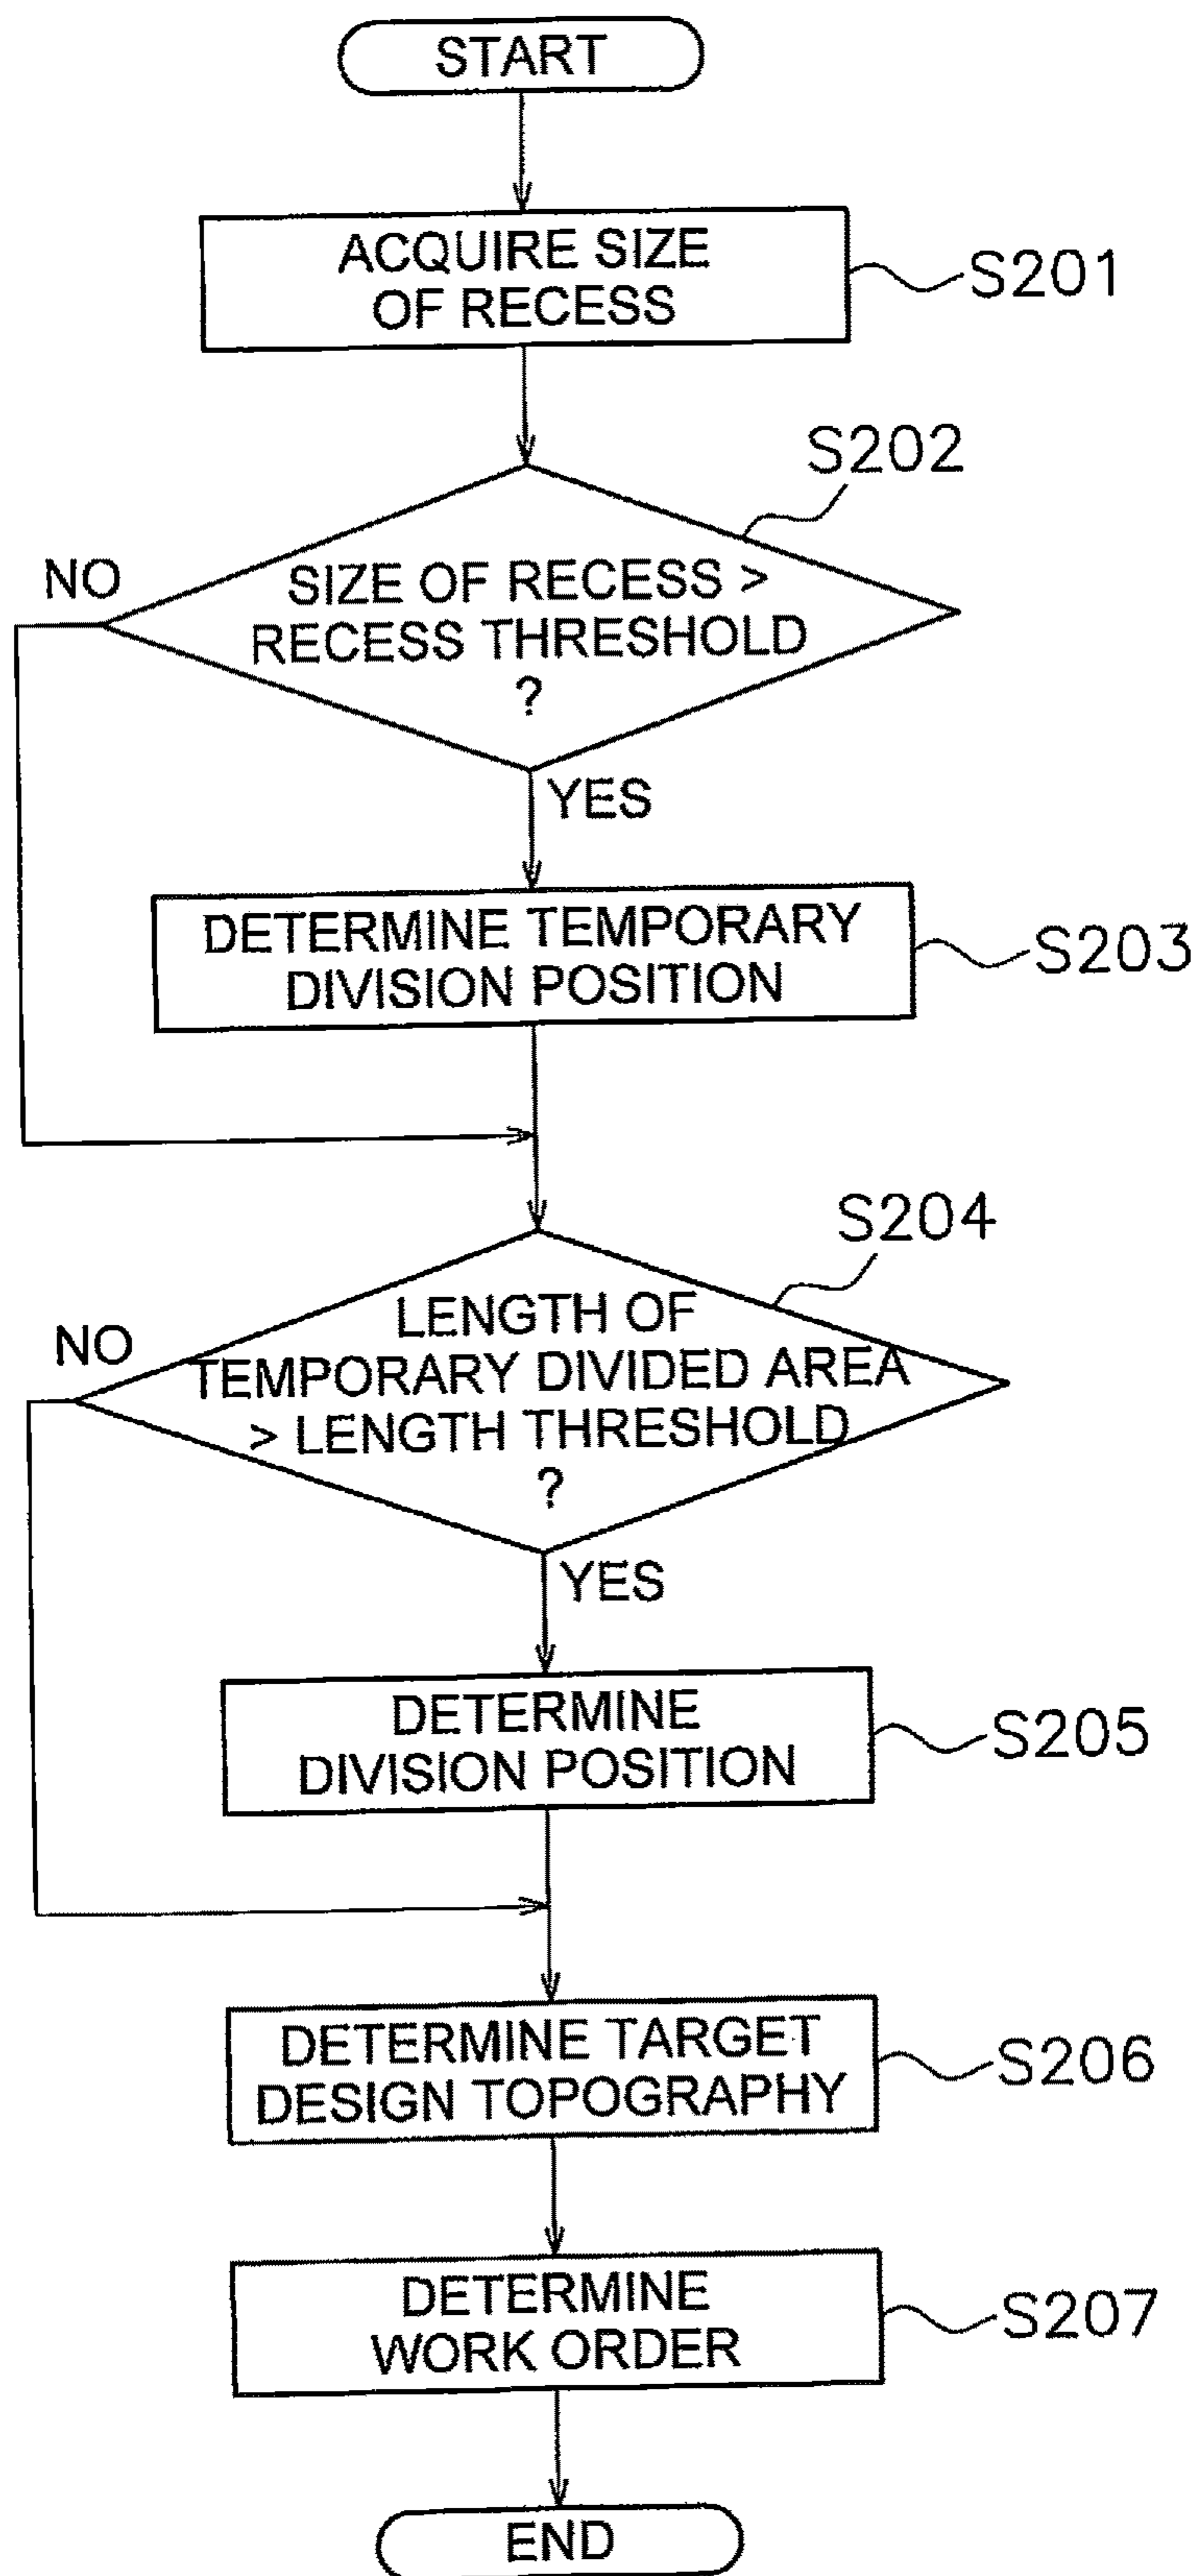 START
ACQUIRE SIZE
OF RECESS
S201
S202
NO
SIZE OF RECESS >
RECESS THRESHOLD
?
YES
DETERMINE TEMPORARY
DIVISION POSITION
S203
S204
NO
LENGTH OF
TEMPORARY DIVIDED AREA
> LENGTH THRESHOLD
?
YES
DETERMINE
DIVISION POSITION
S205
DETERMINE TARGET
DESIGN TOPOGRAPHY
S206
DETERMINE
WORK ORDER
S207
END